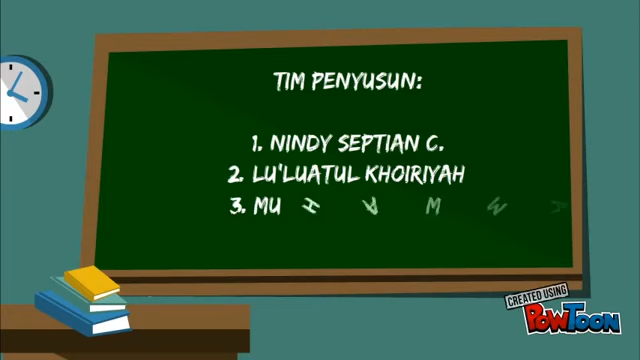 TIM PENYUSUN:
1. NINDY SEPTIAN C.
2. LU'LUATUL KHOIRIYAH
3. MU H A M M
CREATED USING
POWTOON